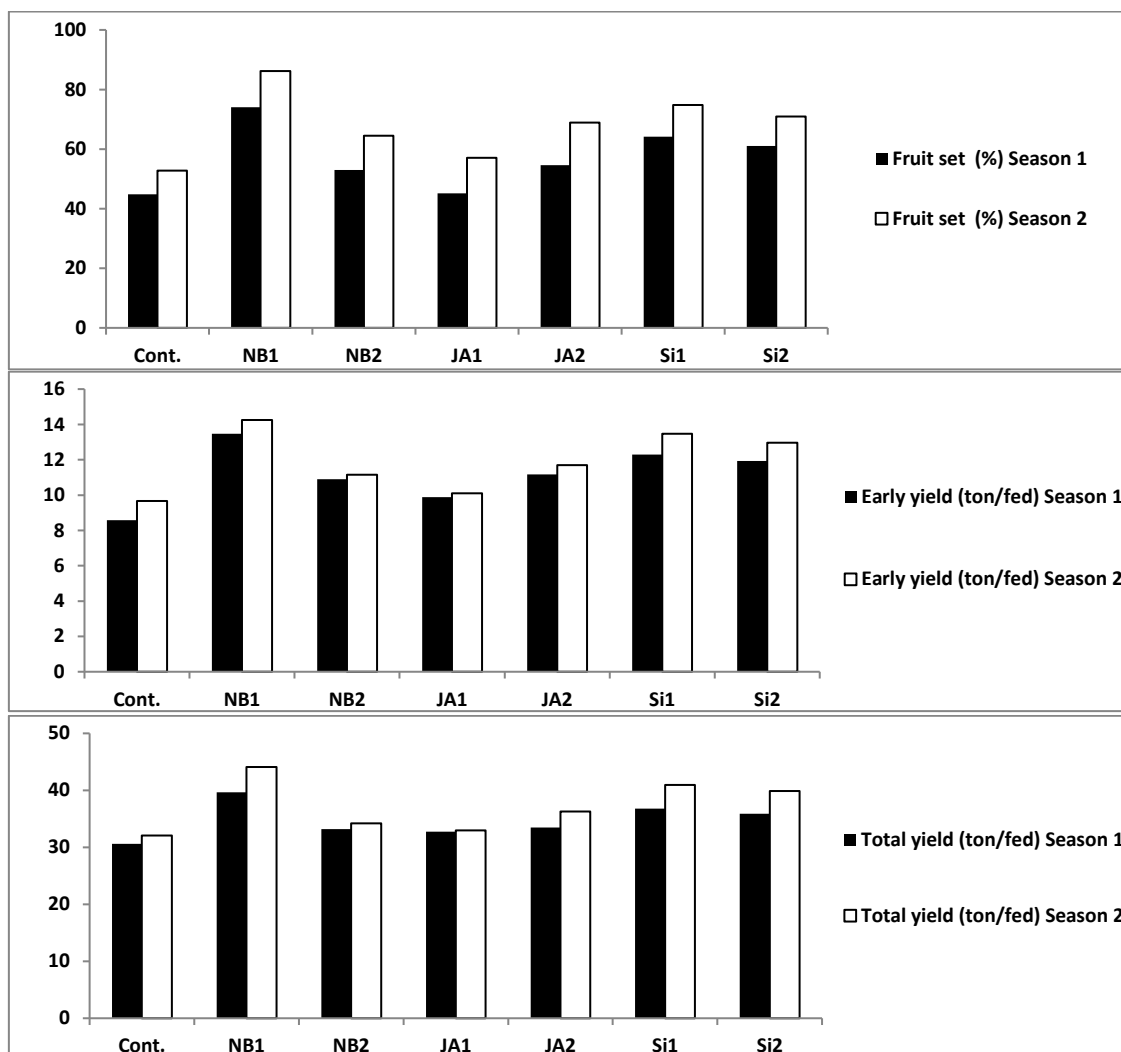 100
80
60
40
20
0
Cont. NB1 NB2 JA1 JA2 Si1 Si2
Fruit set (%) Season 1
Fruit set (%) Season 2
16
14
12
10
8
6
4
2
0
Cont. NB1 NB2 JA1 JA2 Si1 Si2
Early yield (ton/fed) Season 1
Early yield (ton/fed) Season 2
50
40
30
20
10
0
Cont. NB1 NB2 JA1 JA2 Si1 Si2
Total yield (ton/fed) Season 1
Total yield (ton/fed) Season 2